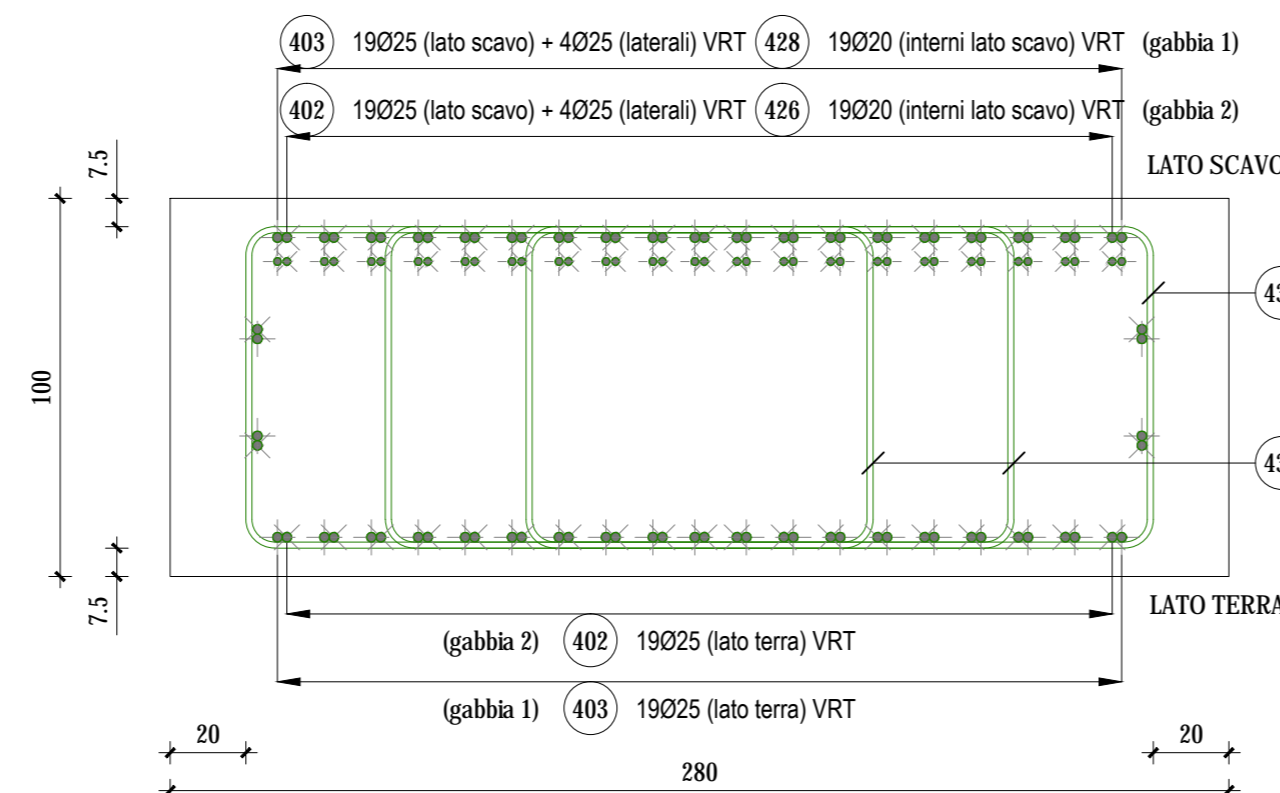 403 19Ø25 (lato scavo) + 4Ø25 (laterali) VRT 428 19Ø20 (interni lato scavo) VRT (gabbia 1)
402 19Ø25 (lato scavo) + 4Ø25 (laterali) VRT 426 19Ø20 (interni lato scavo) VRT (gabbia 2)
7.5
LATO SCAVO
100
7.5
LATO TERRA
(gabbia 2) 402 19Ø25 (lato terra) VRT
(gabbia 1) 403 19Ø25 (lato terra) VRT
20
20
280